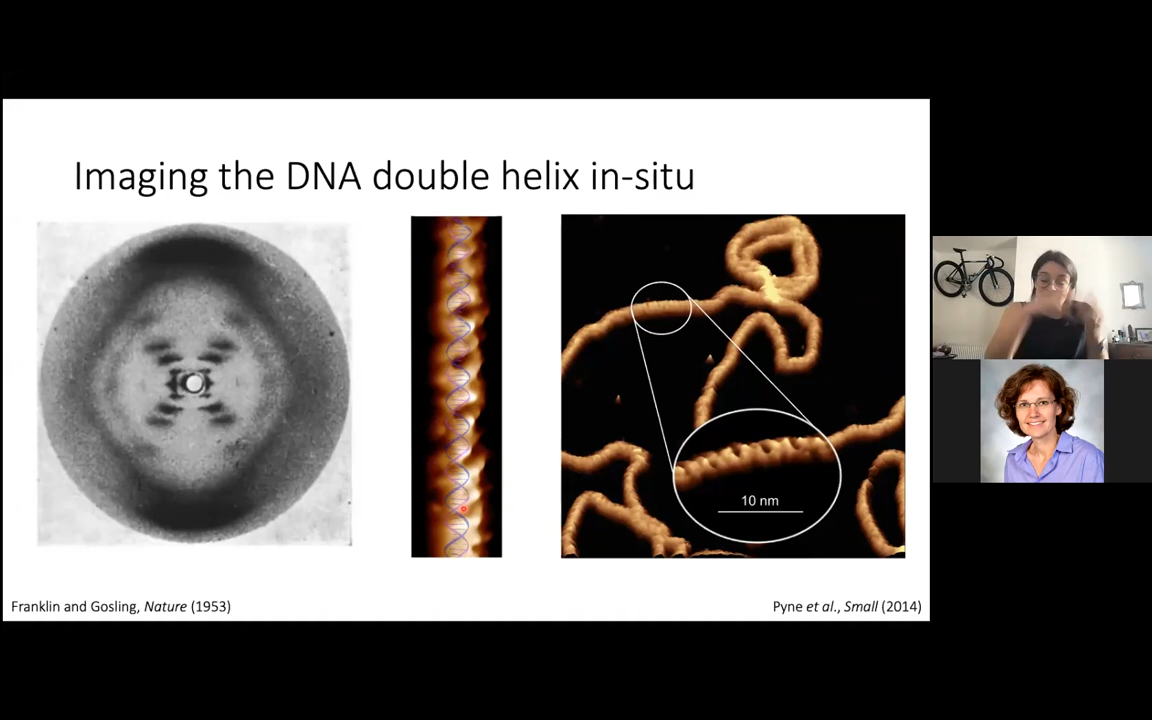 Imaging the DNA double helix in-situ
10 nm
Franklin and Gosling, Nature (1953)
Pyne et al., Small (2014)